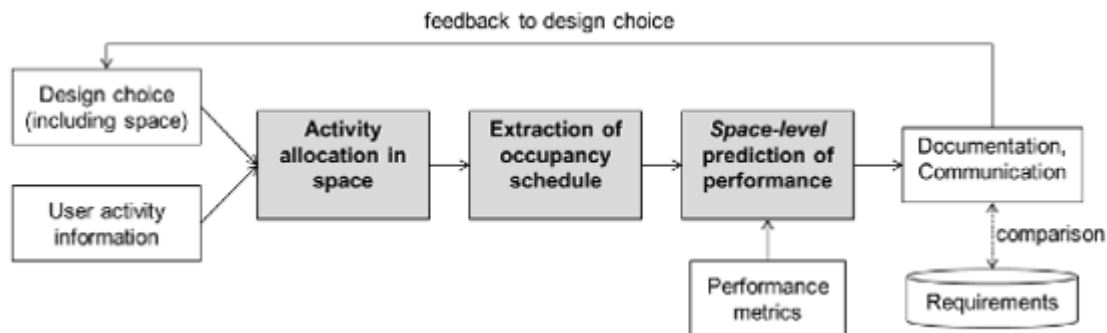 feedback to design choice
Design choice
(including space)
User activity
information
Activity
allocation in
space
Extraction of
occupancy
schedule
Space-level
prediction of
performance
Performance
metrics
Documentation,
Communication
comparison
Requirements